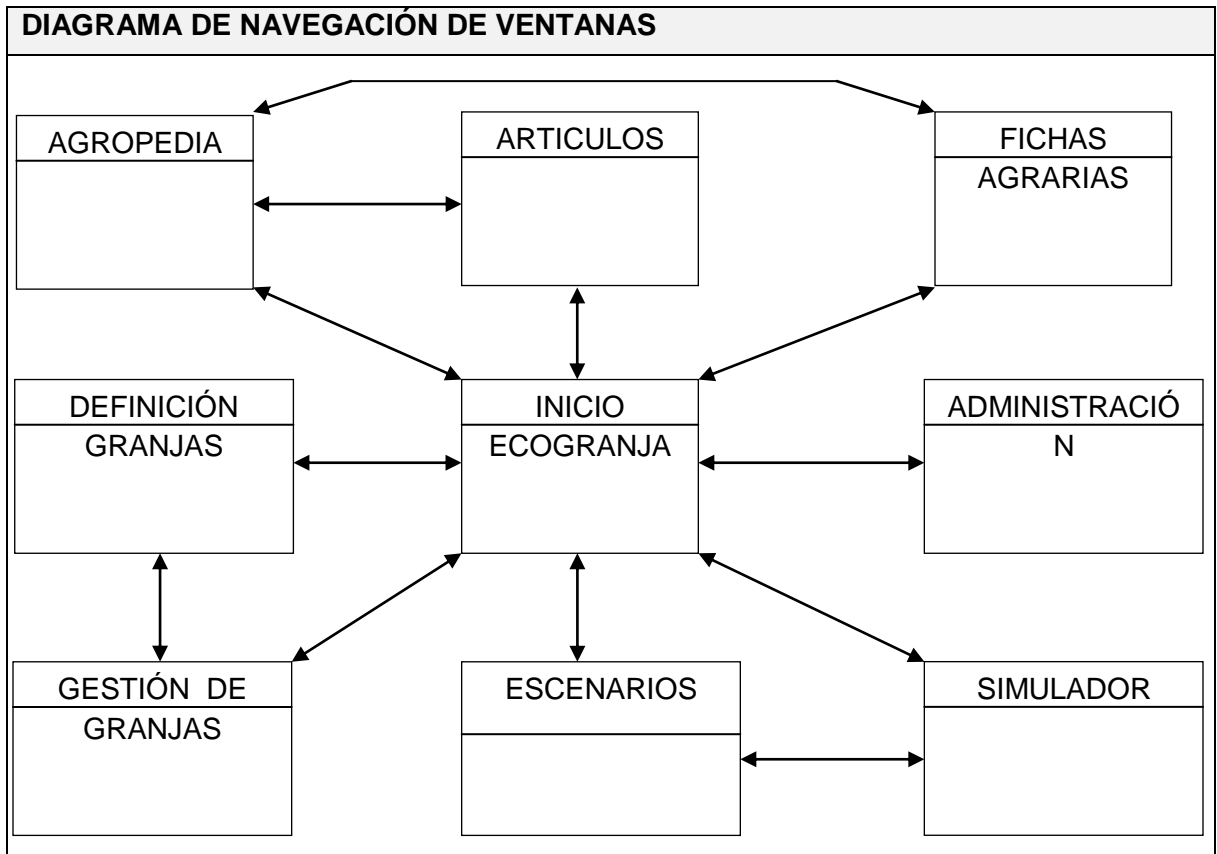 DIAGRAMA DE NAVEGACIÓN DE VENTANAS
AGROPEDIA
ARTICULOS
FICHAS
AGRARIAS
DEFINICIÓN
GRANJAS
INICIO
ECOGRANJA
ADMINISTRACIÓ
N
GESTIÓN DE
GRANJAS
ESCENARIOS
SIMULADOR